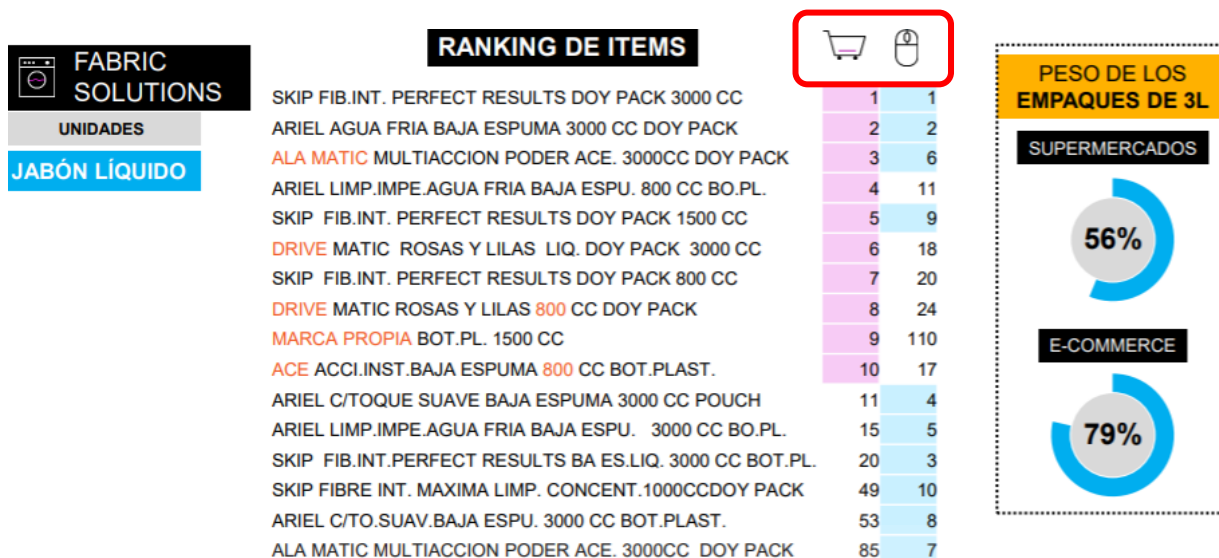 FABRIC
SOLUTIONS
UNIDADES
JABÓN LÍQUIDO
RANKING DE ITEMS
SKIP FIB.INT. PERFECT RESULTS DOY PACK 3000 CC 1 1
ARIEL AGUA FRIA BAJA ESPUMA 3000 CC DOY PACK 2 2
ALA MATIC MULTIACCION PODER ACE. 3000CC DOY PACK 3 6
ARIEL LIMP.IMPE.AGUA FRIA BAJA ESPU. 800 CC BO.PL. 4 11
SKIP FIB.INT. PERFECT RESULTS DOY PACK 1500 CC 5 9
DRIVE MATIC ROSAS Y LILAS LIQ. DOY PACK 3000 CC 6 18
SKIP FIB.INT. PERFECT RESULTS DOY PACK 800 CC 7 20
DRIVE MATIC ROSAS Y LILAS 800 CC DOY PACK 8 24
MARCA PROPIA BOT.PL. 1500 CC 9 110
ACE ACCI.INST.BAJA ESPUMA 800 CC BOT.PLAST. 10 17
ARIEL C/TOQUE SUAVE BAJA ESPUMA 3000 CC POUCH 11 4
ARIEL LIMP.IMPE.AGUA FRIA BAJA ESPU. 3000 CC BO.PL. 15 5
SKIP FIB.INT.PERFECT RESULTS BA ES.LIQ. 3000 CC BOT.PL. 20 3
SKIP FIBRE INT. MAXIMA LIMP. CONCENT.1000CCDOY PACK 49 10
ARIEL C/TO.SUAV.BAJA ESPU. 3000 CC BOT.PLAST. 53 8
ALA MATIC MULTIACCION PODER ACE. 3000CC DOY PACK 85 7
PESO DE LOS
EMPAQUES DE 3L
SUPERMERCADOS
56%
E-COMMERCE
79%